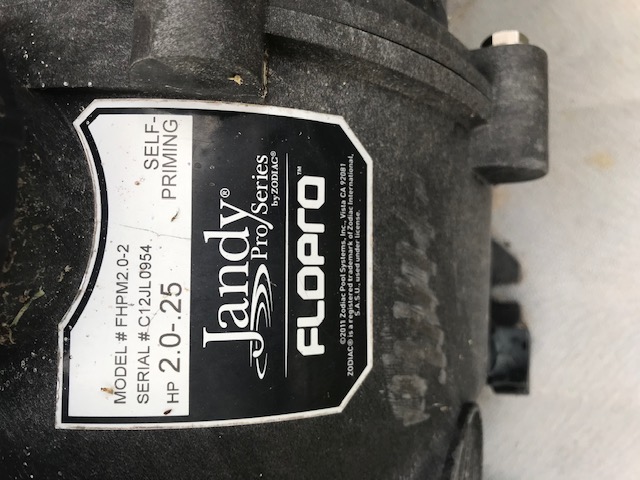 MODEL # FHPM2.0-2
SERIAL #.C12JL0954
HP 2.0-.25
SELF-
PRIMING
Jandy®
Pro Series
by ZODIAC®
FLOPRO™
©2011 Zodiac Pool Systems, Inc., Vista CA 92081
ZODIAC® is a registered trademark of Zodiac International,
S.A.S.U., used under license.